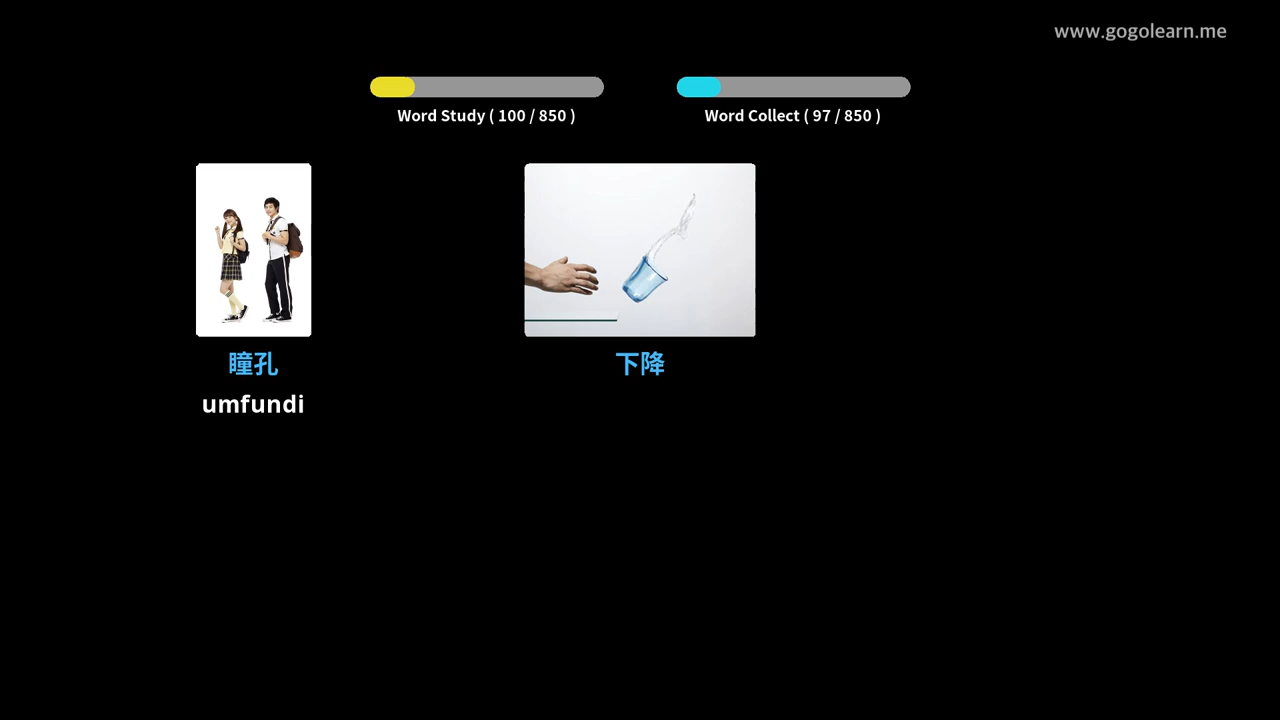 www.gogolearn.me
Word Study ( 100 / 850 )
Word Collect ( 97 / 850 )
瞳孔
下降
umfundi